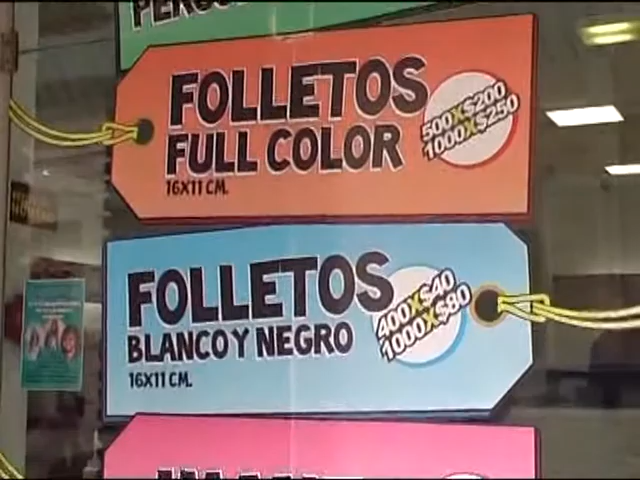 FOLLETOS
FULL COLOR
16X11 CM.
500X$200
1000X$250
FOLLETOS
BLANCO Y NEGRO
16X11 CM.
400X$40
1000X$80